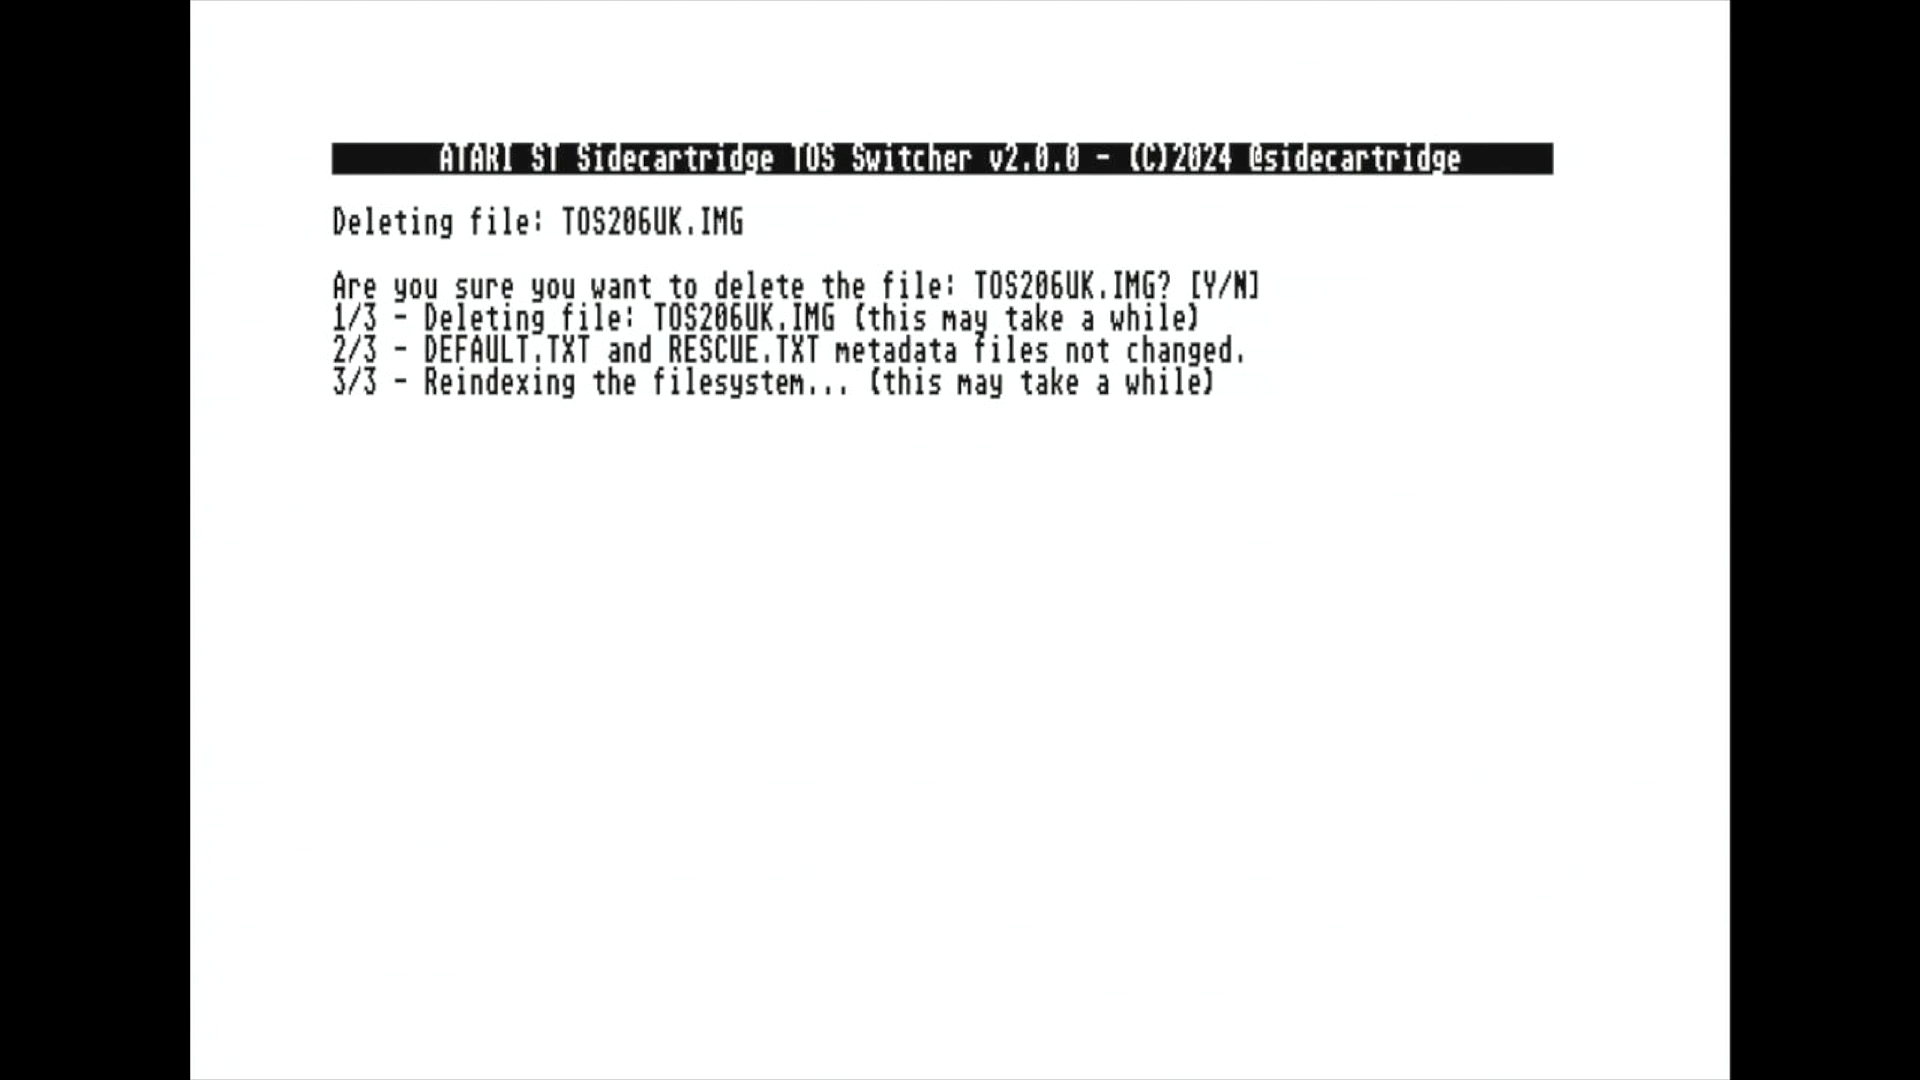 ATARI ST Sidecartridge TOS Switcher v2.0.0 - (C)2024 @sidecartridge
Deleting file: TOS206UK.IMG
Are you sure you want to delete the file: TOS206UK.IMG? [Y/N]
1/3 - Deleting file: TOS206UK.IMG (this may take a while)
2/3 - DEFAULT.TXT and RESCUE.TXT metadata files not changed.
3/3 - Reindexing the filesystem... (this may take a while)